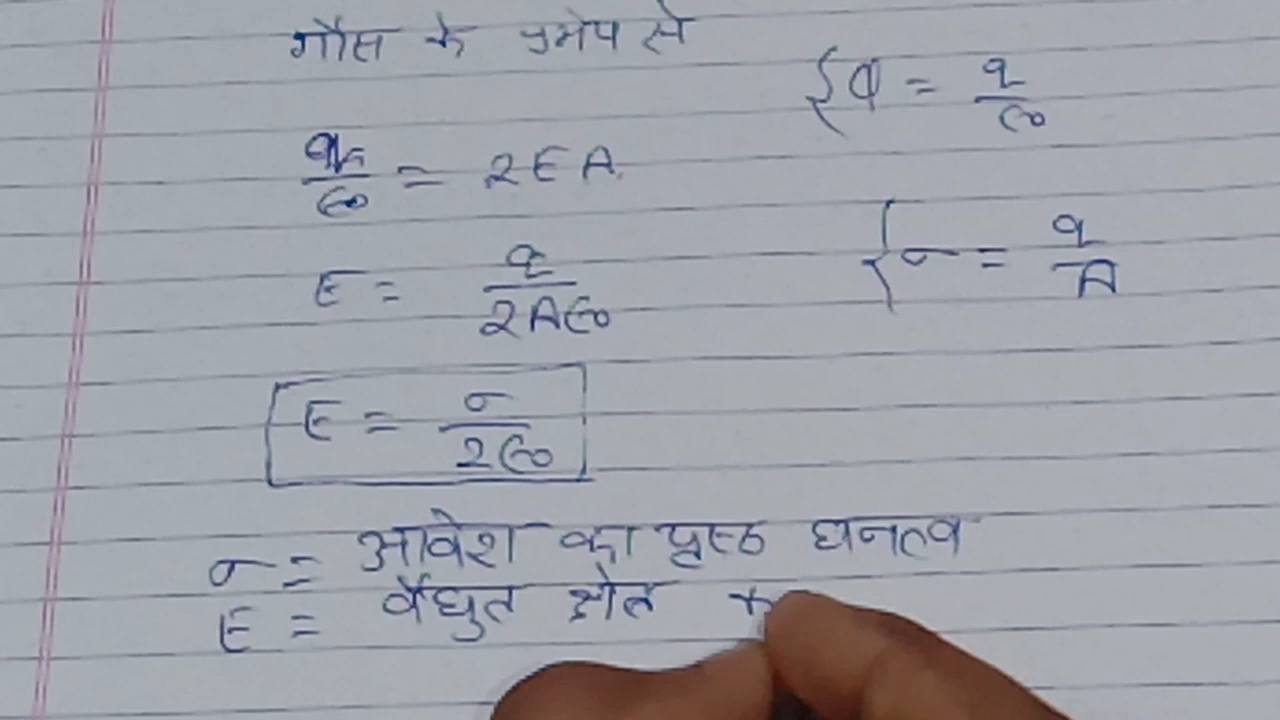 गौस के प्रमेय से
{Φ = q/ε₀
q/ε₀ = 2EA
{σ = q/A
E = q/2Aε₀
E = σ/2ε₀
σ = आवेश का पृष्ठ घनत्व
E = वैधुत क्षेत्र